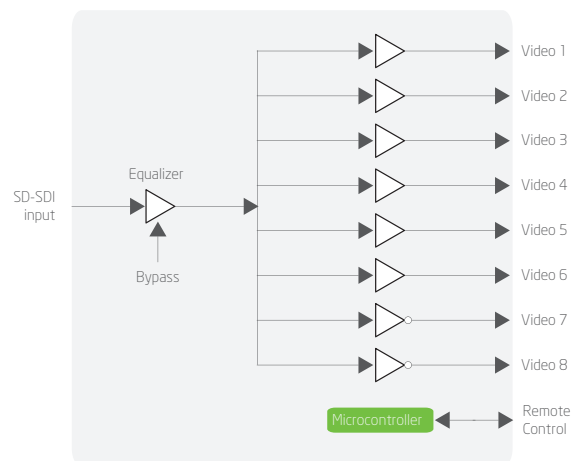 Video 1
Video 2
Video 3
Equalizer
Video 4
SD-SDI
input
Video 5
Bypass
Video 6
Video 7
Video 8
Microcontroller
Remote
Control